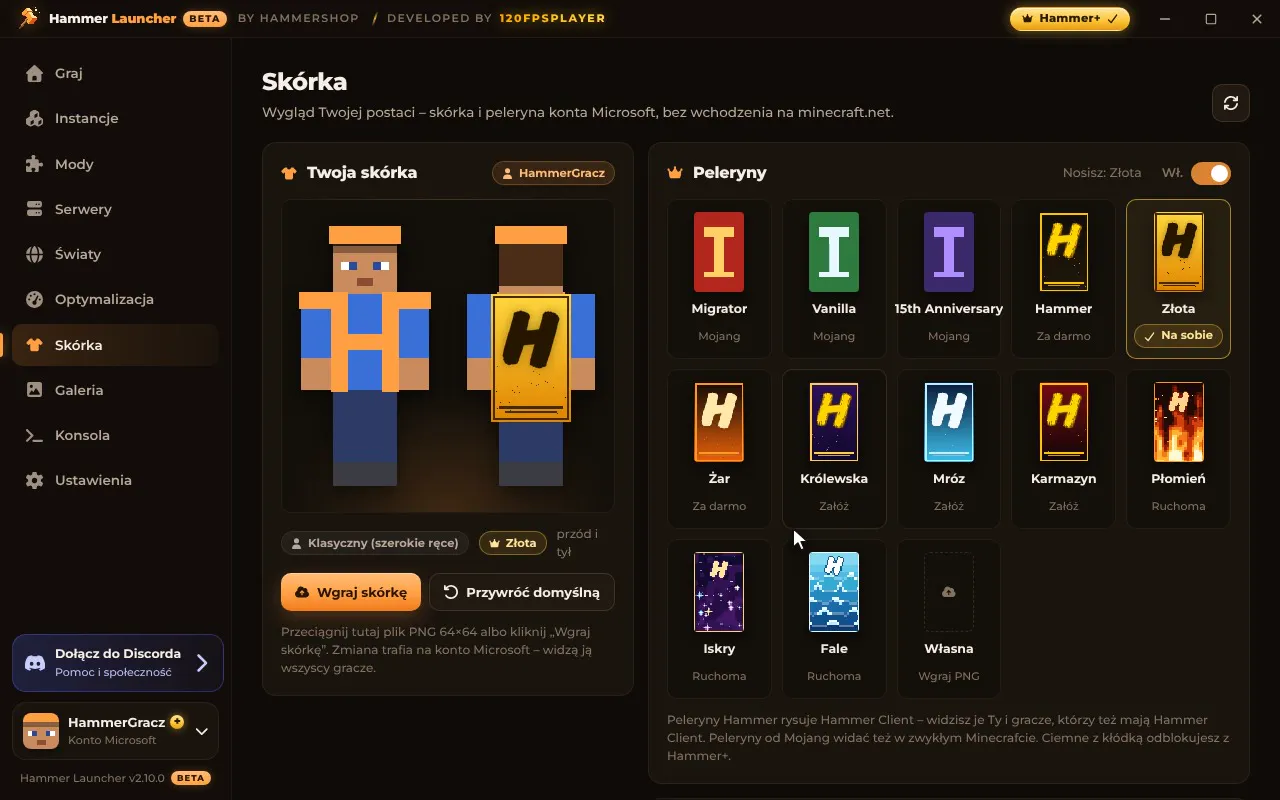 Hammer Launcher BETA BY HAMMERSHOP / DEVELOPED BY 120FPSPLAYER
Hammer+
Graj
Instancje
Mody
Serwery
Światy
Optymalizacja
Skórka
Galeria
Konsola
Ustawienia
Dołącz do Discorda
Pomoc i społeczność
HammerGracz
Konto Microsoft
Hammer Launcher v2.10.0 BETA
Skórka
Wygląd Twojej postaci – skórka i peleryna konta Microsoft, bez wchodzenia na minecraft.net.
Twoja skórka
HammerGracz
H
H
Klasyczny (szerokie ręce)
Złota
przód i
tył
Wgraj skórkę
Przywróć domyślną
Przeciągnij tutaj plik PNG 64×64 albo kliknij „Wgraj
skórkę”. Zmiana trafia na konto Microsoft – widzą ją
wszyscy gracze.
Peleryny
Nosisz: Złota
Wł.
I
Migrator
Mojang
I
Vanilla
Mojang
I
15th Anniversary
Mojang
H
Hammer
Za darmo
H
Złota
Na sobie
H
Żar
Za darmo
H
Królewska
Załóż
H
Mróz
Załóż
H
Karmazyn
Załóż
H
Płomień
Ruchoma
H
Iskry
Ruchoma
H
Fale
Ruchoma
Własna
Wgraj PNG
Peleryny Hammer rysuje Hammer Client – widzisz je Ty i gracze, którzy też mają Hammer
Client. Peleryny od Mojang widać też w zwykłym Minecrafcie. Ciemne z kłódką odblokujesz z
Hammer+.